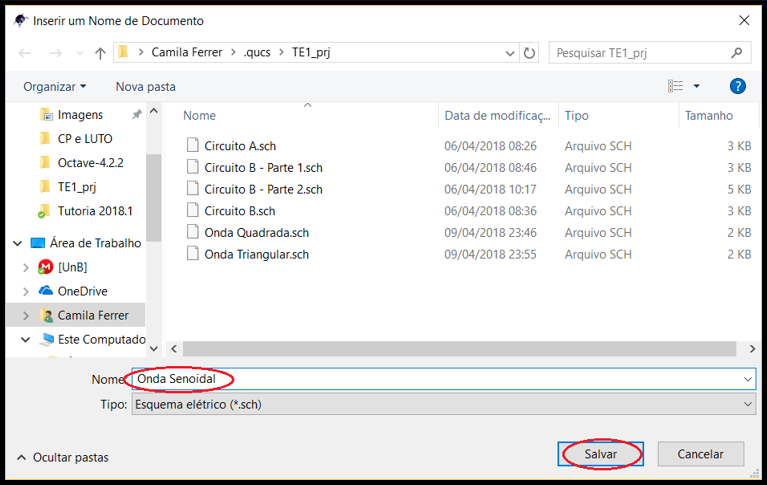 Inserir um Nome de Documento
Camila Ferrer > .qucs > TE1_prj
Pesquisar TE1_prj
Organizar
Nova pasta
?
Imagens
CP e LUTO
Octave-4.2.2
TE1_prj
Tutoria 2018.1
Área de Trabalho
[UnB]
OneDrive
Camila Ferrer
Este Computado
Nome Data de modificaç... Tipo Tamanho
Circuito A.sch 06/04/2018 08:26 Arquivo SCH 3 KB
Circuito B - Parte 1.sch 06/04/2018 08:46 Arquivo SCH 3 KB
Circuito B - Parte 2.sch 06/04/2018 10:17 Arquivo SCH 5 KB
Circuito B.sch 06/04/2018 08:36 Arquivo SCH 3 KB
Onda Quadrada.sch 09/04/2018 23:46 Arquivo SCH 2 KB
Onda Triangular.sch 09/04/2018 23:55 Arquivo SCH 2 KB
Nome: Onda Senoidal
Tipo: Esquema elétrico (*.sch)
Ocultar pastas
Salvar
Cancelar